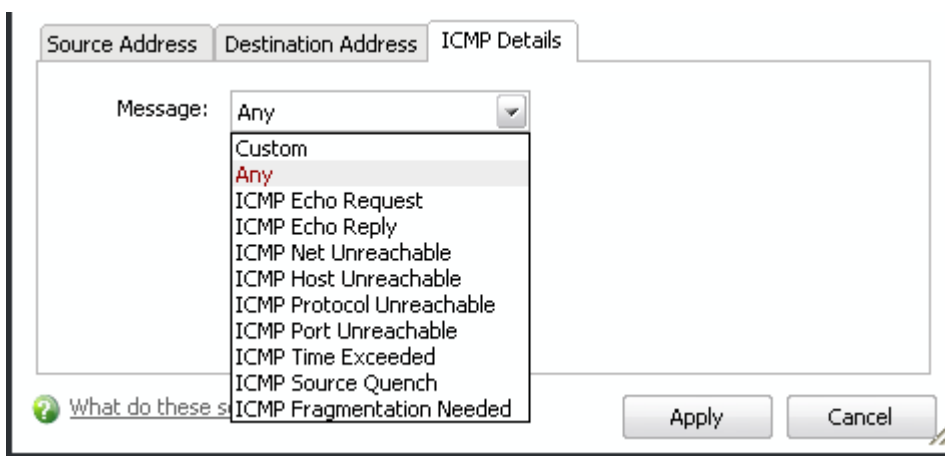 Source Address Destination Address ICMP Details
Message: Any
Custom
Any
ICMP Echo Request
ICMP Echo Reply
ICMP Net Unreachable
ICMP Host Unreachable
ICMP Protocol Unreachable
ICMP Port Unreachable
ICMP Time Exceeded
ICMP Source Quench
ICMP Fragmentation Needed
What do these
Apply Cancel